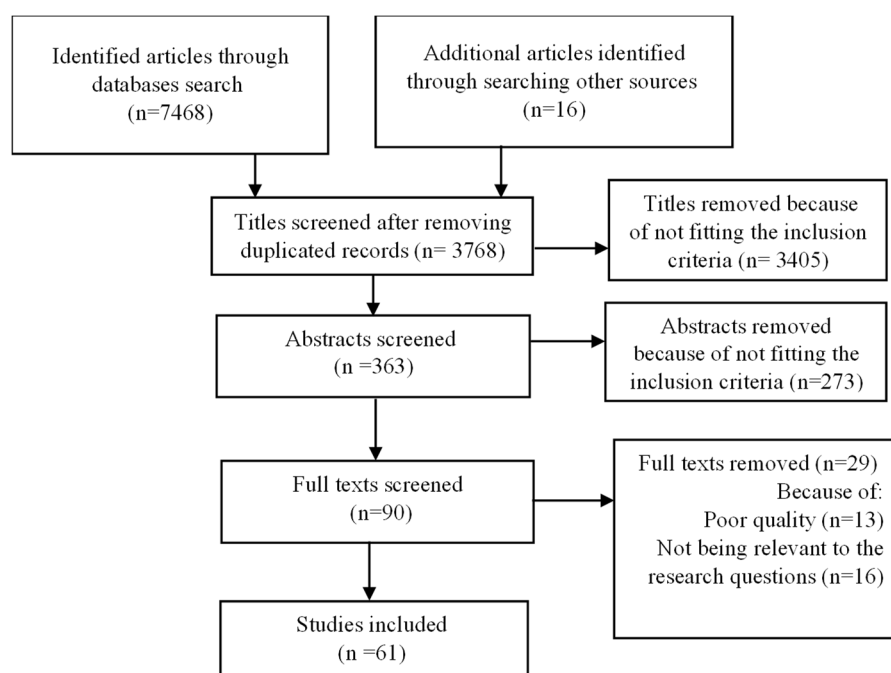 Identified articles through
databases search
(n=7468)
Additional articles identified
through searching other sources
(n=16)
Titles screened after removing
duplicated records (n= 3768)
Titles removed because
of not fitting the inclusion
criteria (n= 3405)
Abstracts screened
(n =363)
Abstracts removed
because of not fitting the
inclusion criteria (n=273)
Full texts screened
(n=90)
Full texts removed (n=29)
Because of:
Poor quality (n=13)
Not being relevant to the
research questions (n=16)
Studies included
(n =61)